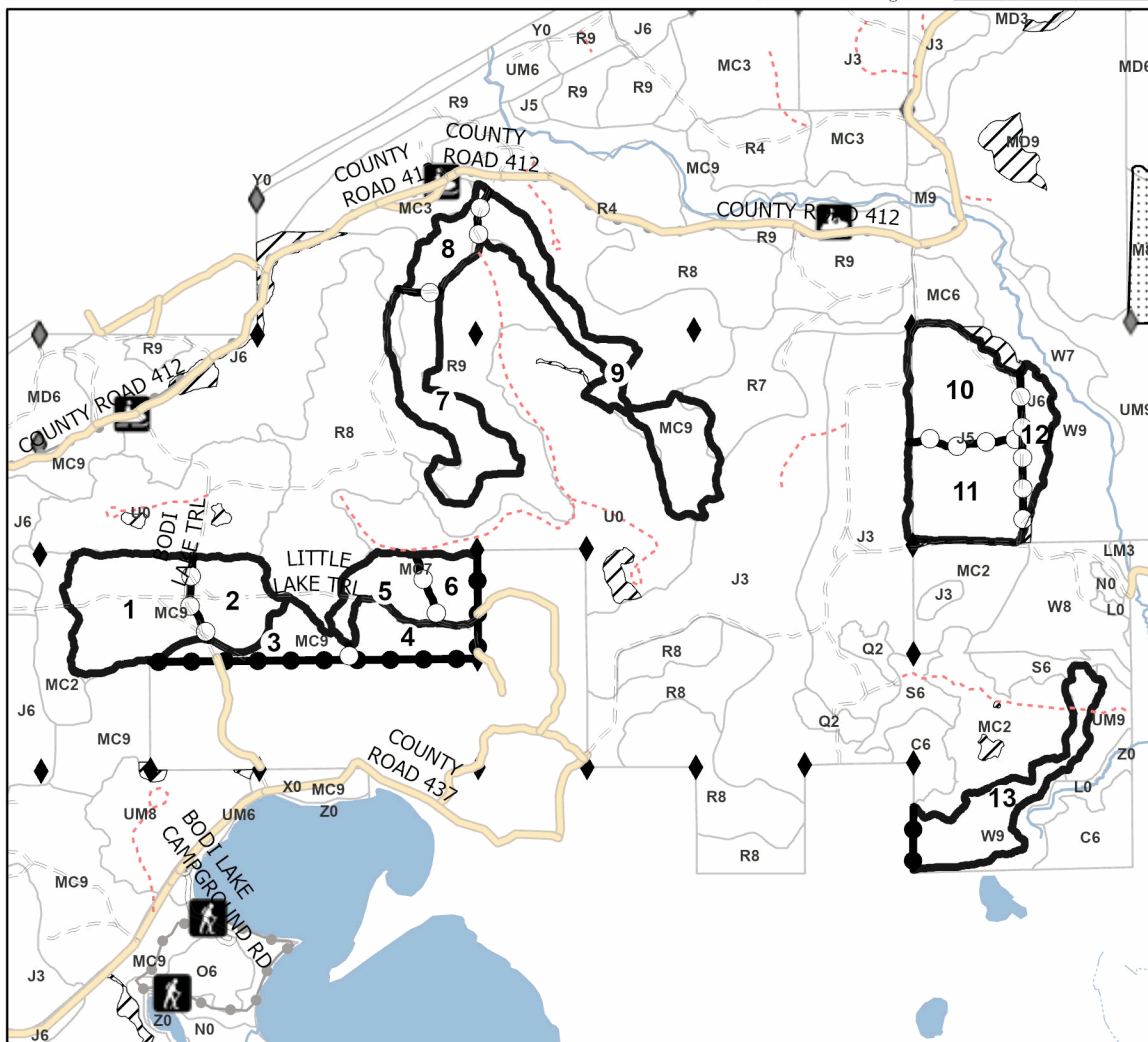 MD3
Y0
R9
J6
J3
J3
UM6
MC3
MD6
R9
R9
R9
J5
COUNTY
ROAD 412
R4
MC3
MD9
COUNTY
ROAD 41
MC9
Y0
MC3
R4
COUNTY ROAD 412
M9
R9
8
R9
R8
MC6
R9
J6
R9
W7
9
R7
MD6
COUNTY ROAD 412
7
10
J6
UM9
R8
MC9
J5
12
W9
MC9
11
J6
U0
BODI
LAKE TRL
U0
J3
LM3
LITTLE
LAKE TRL
MC7
6
J3
MC2
N0
1
MC9
2
5
J3
W8
L0
3
MC9
4
R8
Q2
MC2
S6
J6
R8
S6
MC9
Q2
MC2
UM9
C6
Z0
COUNTY
ROAD 437
X0
MC9
L0
UM8
UM6
Z0
R8
13
BODI LAKE
CAMPGROUND RD
W9
C6
R8
MC9
MC9
O6
J3
Z0
N0
J6